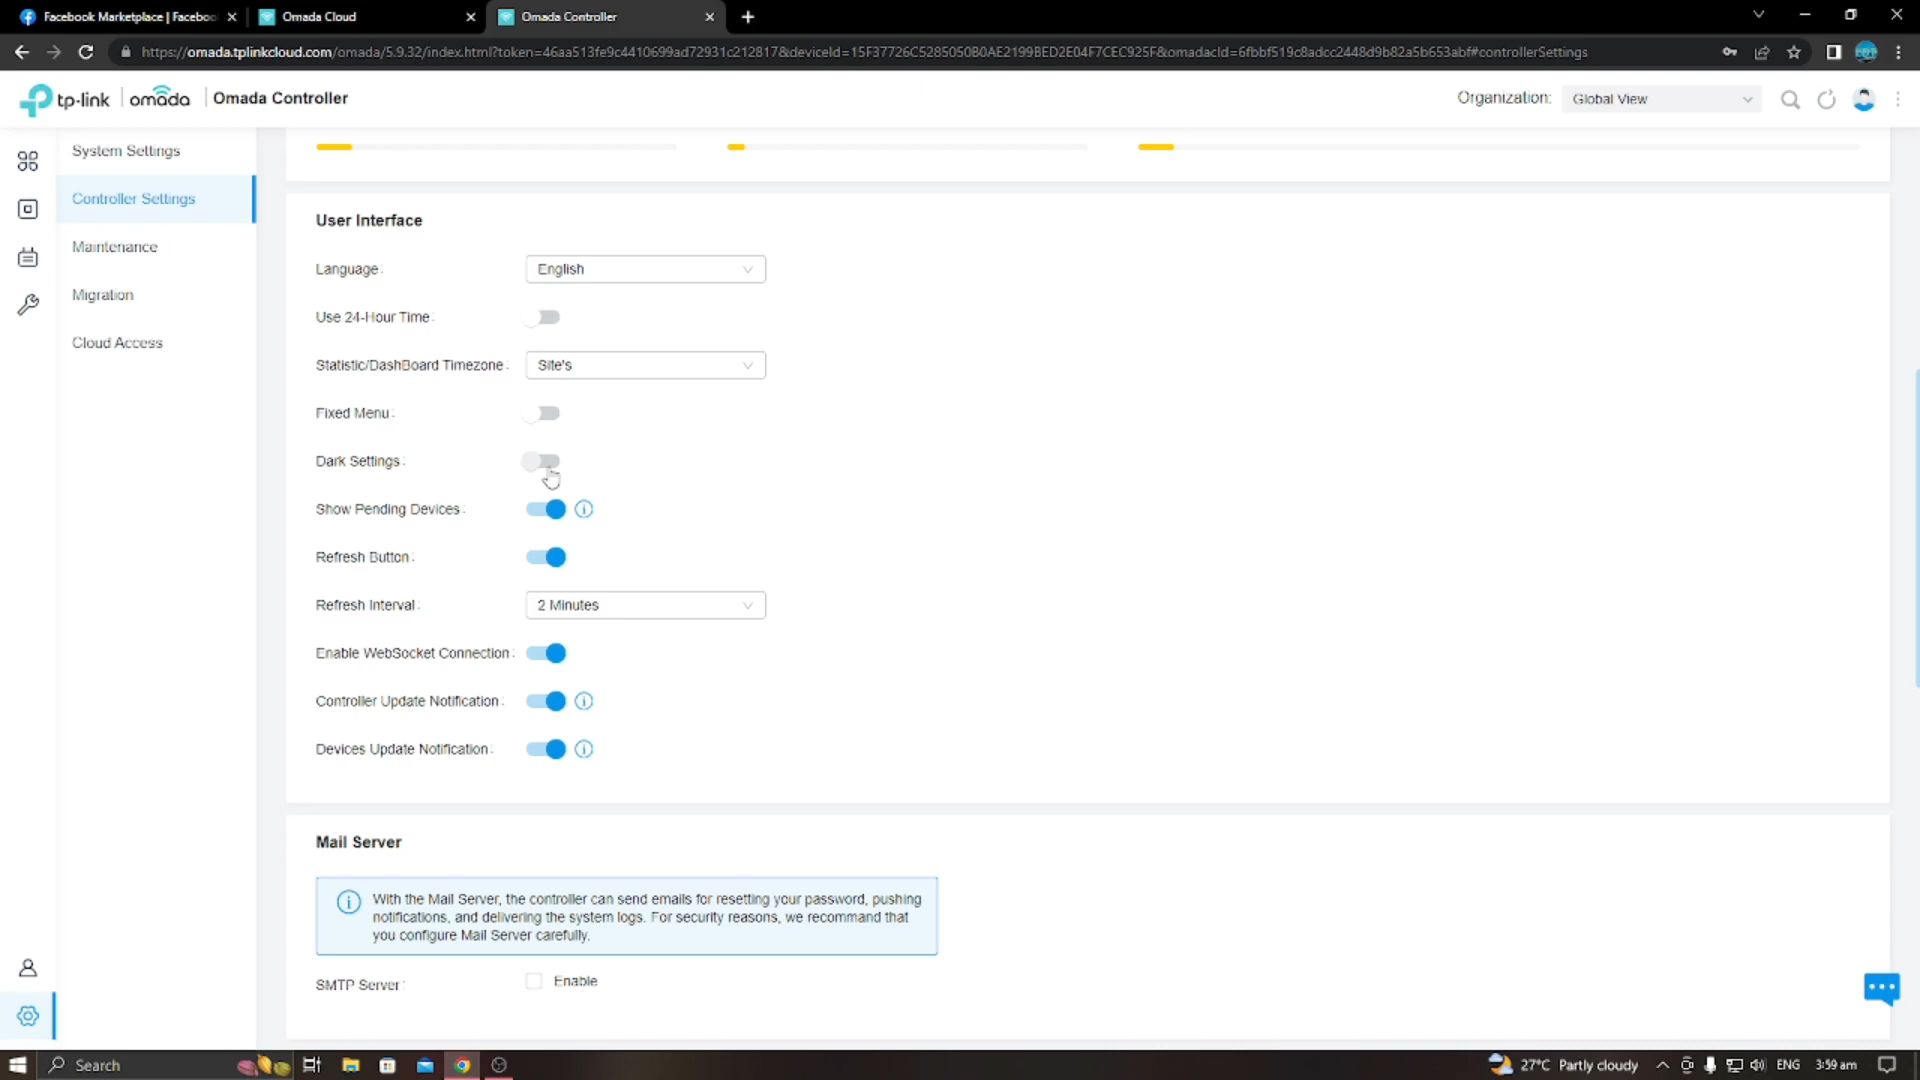 Facebook Marketplace | Faceboo
Omada Cloud
Omada Controller
https://omada.tplinkcloud.com/omada/5.9.32/index.html?token=46aa513fe9c4410699ad72931c212817&deviceId=15F37726C5285050B0AE2199BED2E04F7CEC925F&omadacId=6fbbf519c8adcc2448d9b82a5b653abf#controllerSettings
tp-link
omada
Omada Controller
Organization:
Global View
System Settings
Controller Settings
Maintenance
Migration
Cloud Access
User Interface
Language:
English
Use 24-Hour Time:
Statistic/DashBoard Timezone:
Site's
Fixed Menu:
Dark Settings:
Show Pending Devices:
Refresh Button:
Refresh Interval:
2 Minutes
Enable WebSocket Connection:
Controller Update Notification:
Devices Update Notification:
Mail Server
With the Mail Server, the controller can send emails for resetting your password, pushing
notifications, and delivering the system logs. For security reasons, we recommand that
you configure Mail Server carefully.
SMTP Server:
Enable
Search
27°C Partly cloudy
ENG
3:59 am